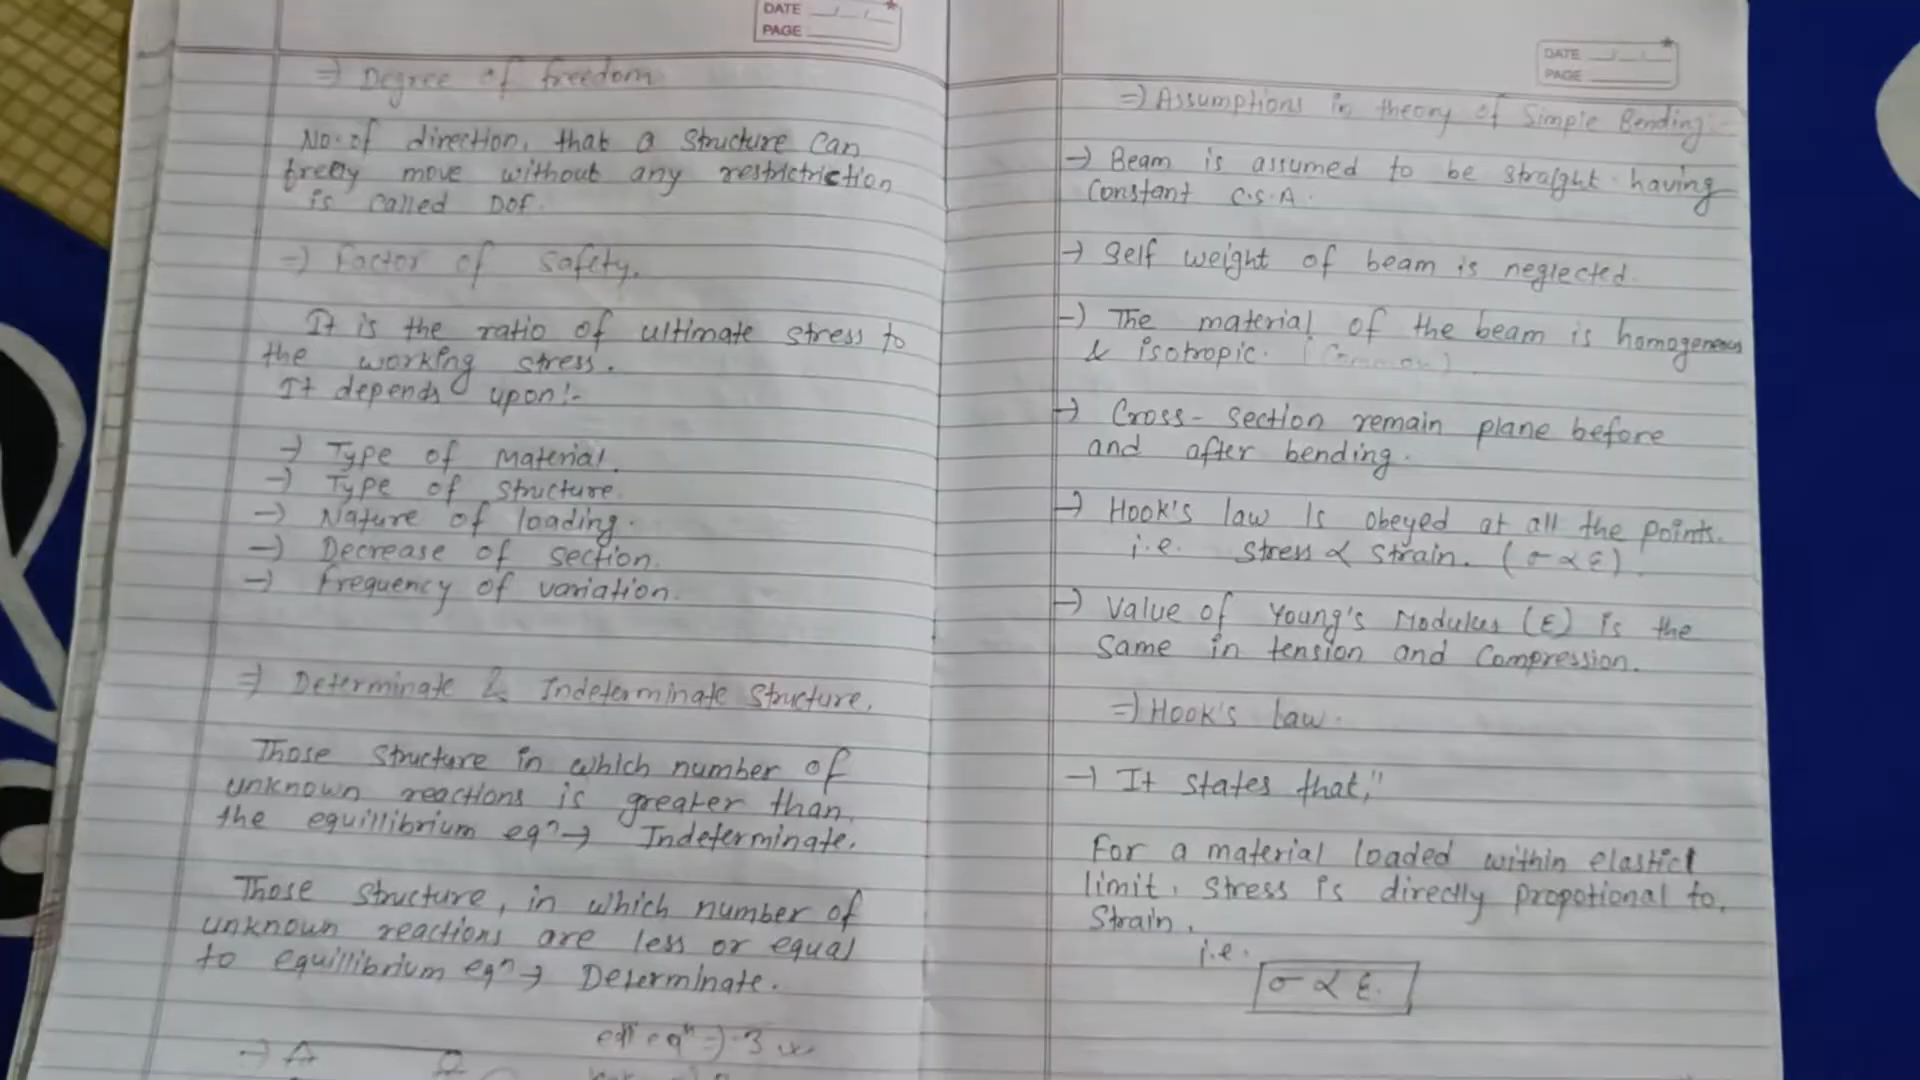 DATE
PAGE
=) Degree of freedom
No. of direction, that a structure can
freely move without any restrictriction
is called DOF.
=) Factor of safety.
It is the ratio of ultimate stress to
the working stress.
It depends upon:-
→ Type of material.
→ Type of structure.
→ Nature of loading.
→ Decrease of section.
→ frequency of variation.
=) Determinate & Indeterminate Structure.
Those structure in which number of
unknown reactions is greater than
the equillibrium eqn → Indeterminate.
Those structure, in which number of
unknown reactions are less or equal
to equillibrium eqn → Determinate.
eqn => 3
→ A
DATE
PAGE
=) Assumptions in theory of Simple Bending:-
→ Beam is assumed to be straight having
constant C.S.A.
→ Self weight of beam is neglected.
→ The material of the beam is homogeneous
& isotropic. (Common)
→ Cross-section remain plane before
and after bending.
→ Hook's law is obeyed at all the points.
i.e. stress ∝ strain. (σ ∝ ε).
→ Value of Young's Modulus (E) is the
same in tension and compression.
=) Hook's Law.
→ It states that,"
For a material loaded within elastict
limit, stress is directly propotional to.
Strain.
i.e.
σ ∝ ε.